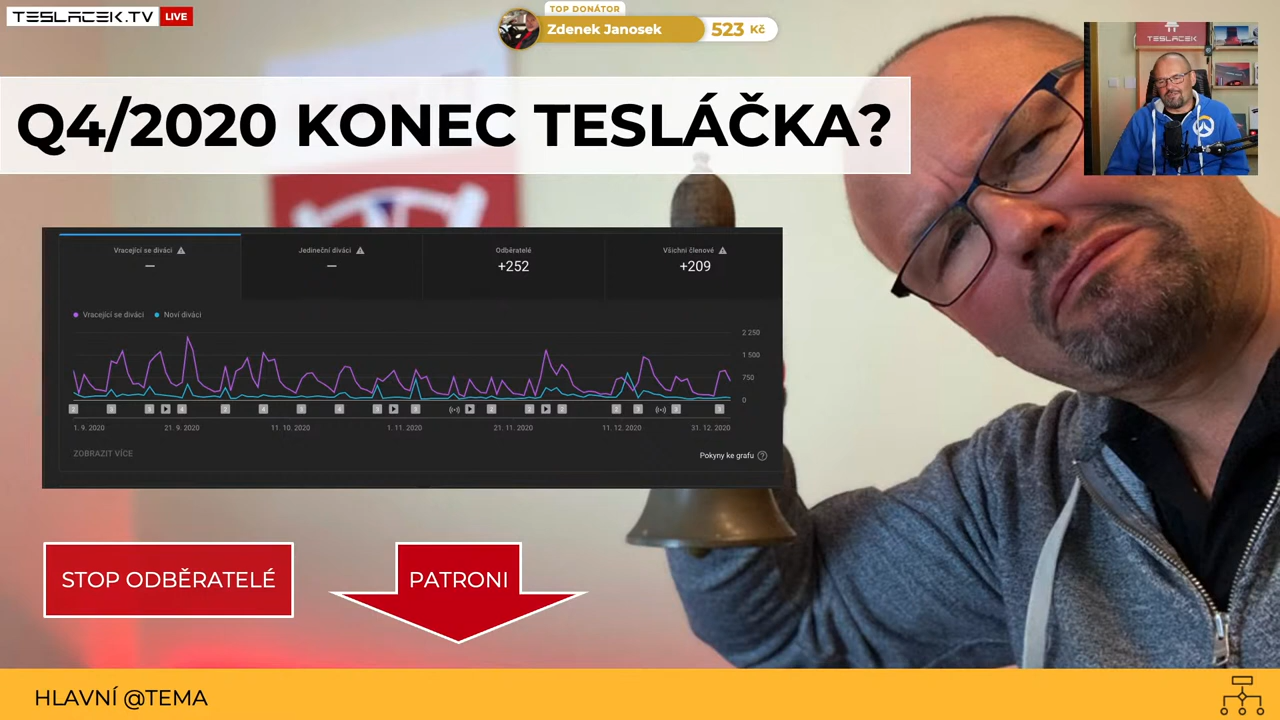 TESLACEK.TV LIVE
TOP DONÁTOR
Zdenek Janosek 523 Kč
TESLACEK
Q4/2020 KONEC TESLÁČKA?
Vracející se diváci
—
Jedineční diváci
—
Odběratelé
+252
Všichni členové
+209
Vracející se diváci Noví diváci
2 250
1 500
750
0
1. 9. 2020 21. 9. 2020 11. 10. 2020 1. 11. 2020 21. 11. 2020 11. 12. 2020 31. 12. 2020
ZOBRAZIT VÍCE
Pokyny ke grafu ?
STOP ODBĚRATELÉ
PATRONI
HLAVNÍ @TEMA